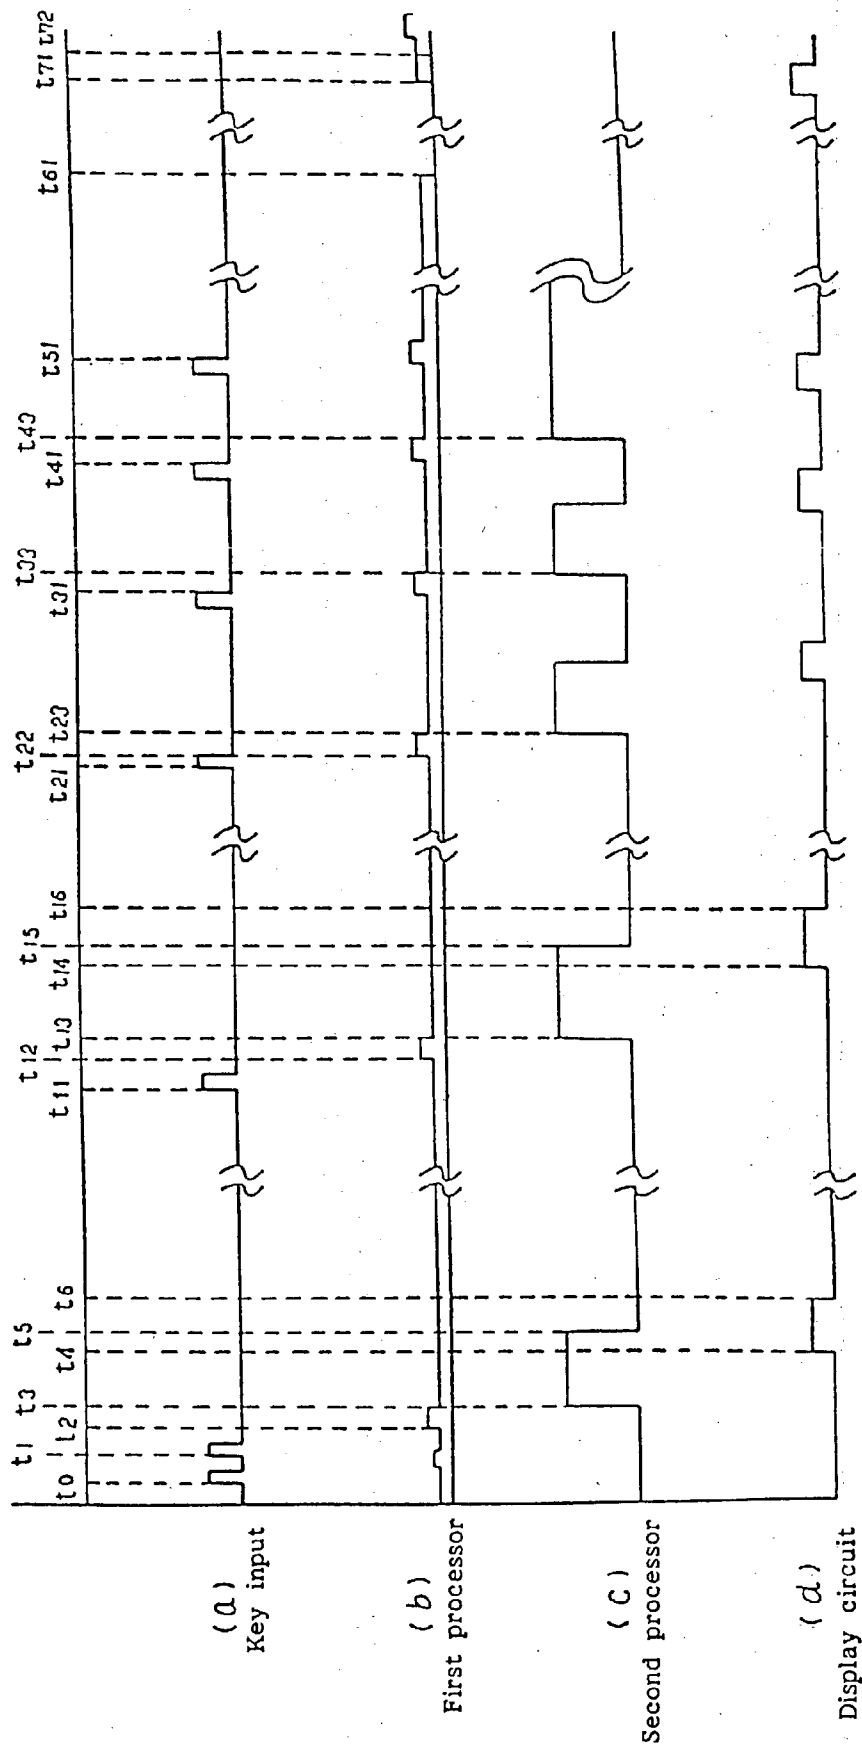 t0 t1 t2 t3 t4 t5 t6 t11 t12 t13 t14 t15 t16 t21 t22 t23 t31 t33 t41 t43 t51 t61 t71 t72
(a)
Key input
(b)
First processor
(c)
Second processor
(d)
Display circuit